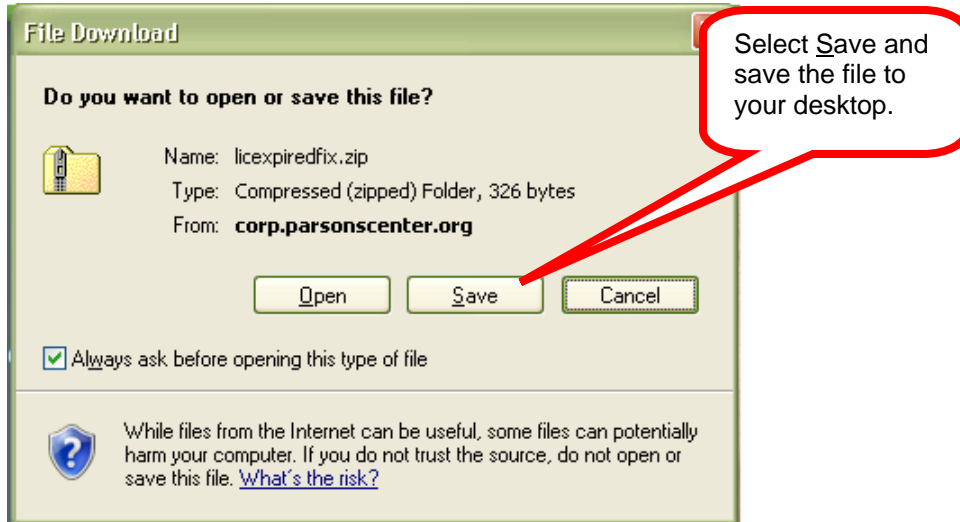 File Download
Select Save and
save the file to
your desktop.
Do you want to open or save this file?
Name: licexpiredfix.zip
Type: Compressed (zipped) Folder, 326 bytes
From: corp.parsonscenter.org
Open Save Cancel
Always ask before opening this type of file
While files from the Internet can be useful, some files can potentially
harm your computer. If you do not trust the source, do not open or
save this file. What's the risk?